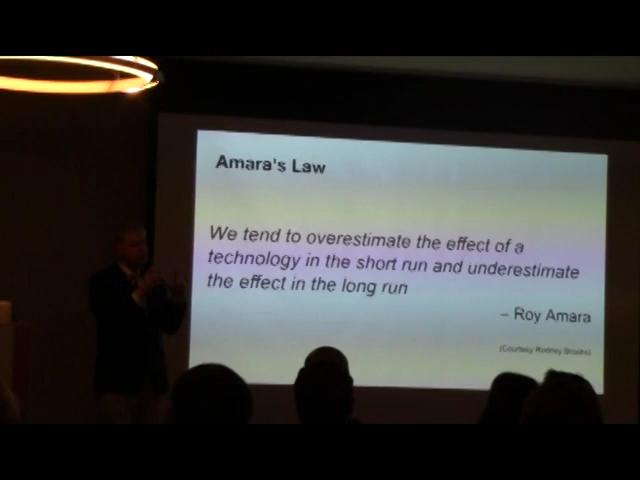 Amara's Law
We tend to overestimate the effect of a
technology in the short run and underestimate
the effect in the long run
– Roy Amara
(Courtesy Rodney Brooks)